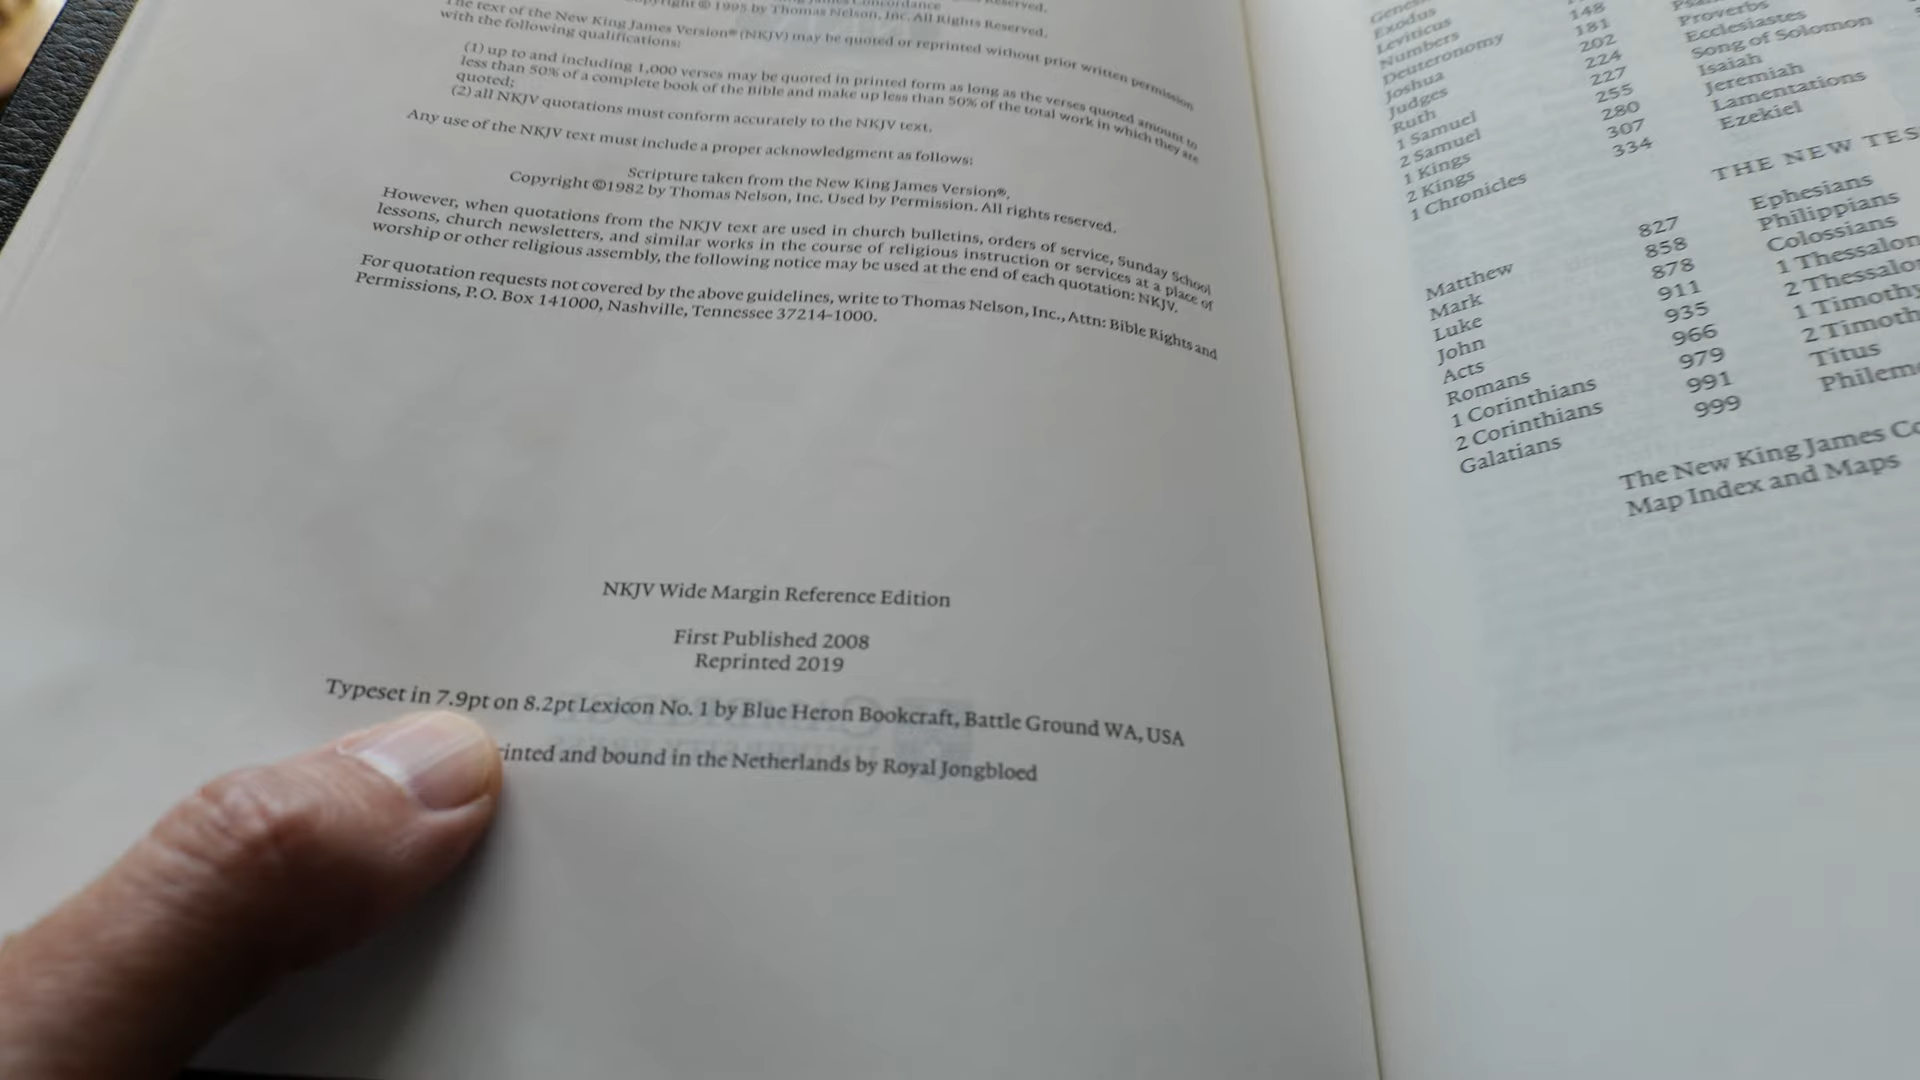 Copyright © 1995 by Thomas Nelson, Inc. All Rights Reserved.
The text of the New King James Version® (NKJV) may be quoted or reprinted without prior written permission
with the following qualifications:
(1) up to and including 1,000 verses may be quoted in printed form as long as the verses quoted amount to
less than 50% of a complete book of the Bible and make up less than 50% of the total work in which they are
quoted;
(2) all NKJV quotations must conform accurately to the NKJV text.
Any use of the NKJV text must include a proper acknowledgment as follows:
Scripture taken from the New King James Version®.
Copyright ©1982 by Thomas Nelson, Inc. Used by Permission. All rights reserved.
However, when quotations from the NKJV text are used in church bulletins, orders of service, Sunday School
lessons, church newsletters, and similar works in the course of religious instruction or services at a place of
worship or other religious assembly, the following notice may be used at the end of each quotation: NKJV.
For quotation requests not covered by the above guidelines, write to Thomas Nelson, Inc., Attn: Bible Rights and
Permissions, P.O. Box 141000, Nashville, Tennessee 37214-1000.
NKJV Wide Margin Reference Edition
First Published 2008
Reprinted 2019
Typeset in 7.9pt on 8.2pt Lexicon No. 1 by Blue Heron Bookcraft, Battle Ground WA, USA
rinted and bound in the Netherlands by Royal Jongbloed
Exodus
Leviticus
Numbers
Deuteronomy
Joshua
Judges
Ruth
1 Samuel
2 Samuel
1 Kings
2 Kings
1 Chronicles
148
181
202
224
227
255
280
307
334
Proverbs
Ecclesiastes
Song of Solomon
Isaiah
Jeremiah
Lamentations
Ezekiel
THE NEW TES
Matthew 827
Mark 858
Luke 878
John 911
Acts 935
Romans 966
1 Corinthians 979
2 Corinthians 991
Galatians 999
Ephesians
Philippians
Colossians
1 Thessalon
2 Thessalo
1 Timothy
2 Timoth
Titus
Philem
The New King James Co
Map Index and Maps